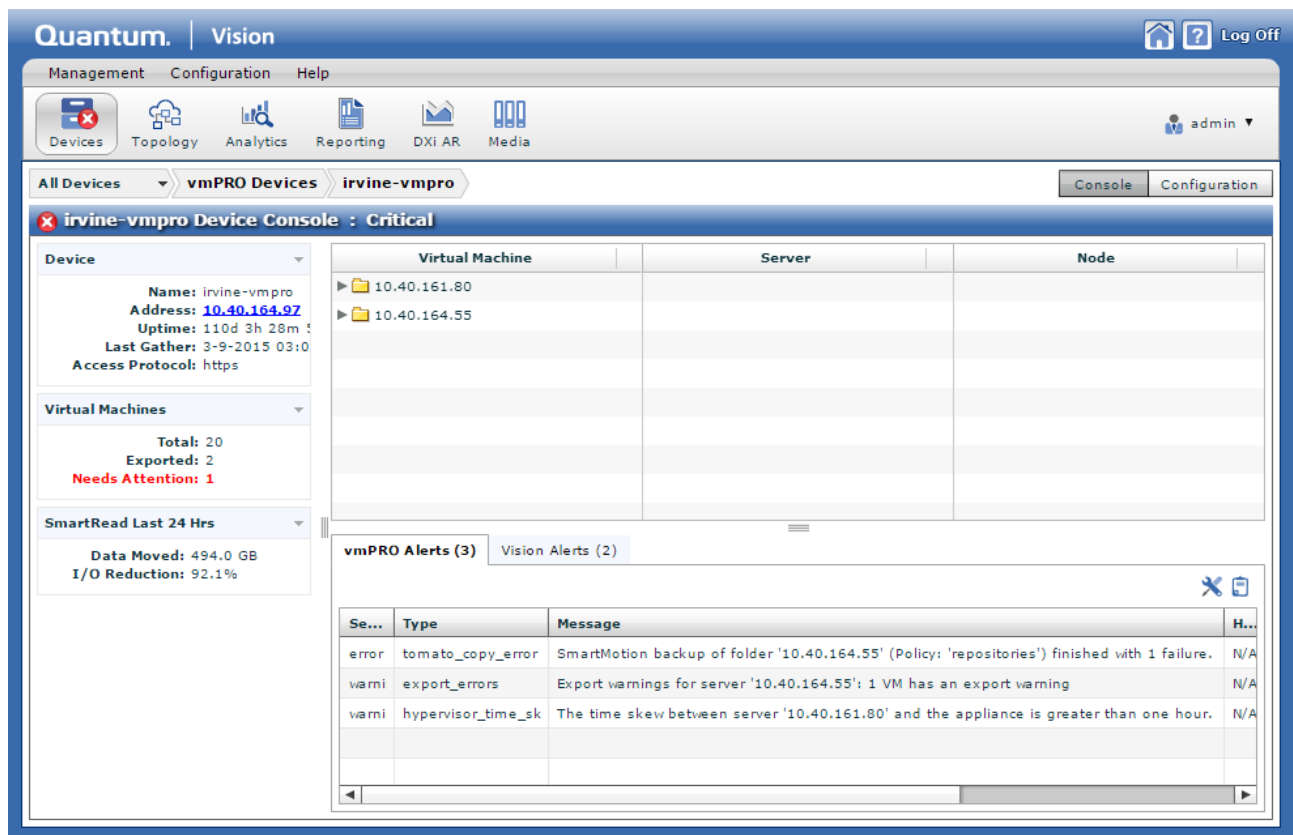 Quantum. Vision
Log Off
Management Configuration Help
Devices Topology Analytics Reporting DXi AR Media
admin
All Devices vmPRO Devices irvine-vmpro
Console Configuration
irvine-vmpro Device Console : Critical
Device
Name: irvine-vmpro
Address: 10.40.164.97
Uptime: 110d 3h 28m
Last Gather: 3-9-2015 03:0
Access Protocol: https
Virtual Machines
Total: 20
Exported: 2
Needs Attention: 1
SmartRead Last 24 Hrs
Data Moved: 494.0 GB
I/O Reduction: 92.1%
Virtual Machine Server Node
10.40.161.80
10.40.164.55
vmPRO Alerts (3) Vision Alerts (2)
Se... Type Message H...
error tomato_copy_error SmartMotion backup of folder '10.40.164.55' (Policy: 'repositories') finished with 1 failure. N/A
warni export_errors Export warnings for server '10.40.164.55': 1 VM has an export warning N/A
warni hypervisor_time_sk The time skew between server '10.40.161.80' and the appliance is greater than one hour. N/A